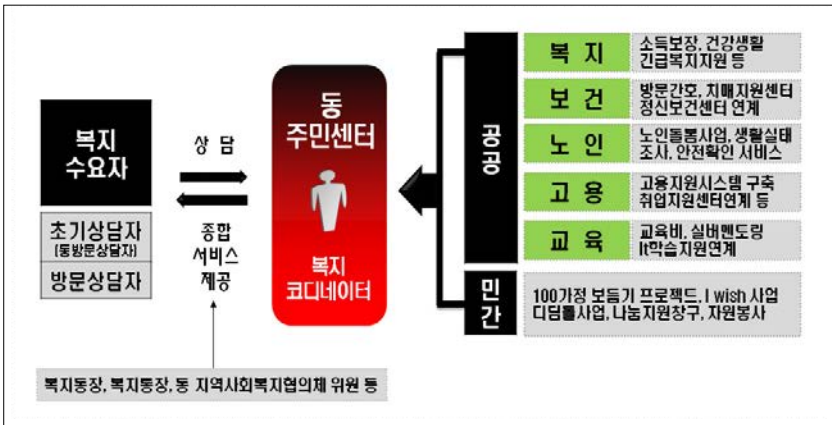 복지
수요자
초기상담자
(동방문상담자)
방문상담자
상 담
종합
서비스
제공
동
주민센터
복지
코디네이터
공공
복 지
소득보장, 건강생활
긴급복지지원 등
보 건
방문간호, 치매지원센터
정신보건센터 연계
노 인
노인돌봄사업, 생활실태
조사, 안전확인 서비스
고 용
고용지원시스템 구축
취업지원센터연계 등
교 육
교육비, 실버멘토링
It학습지원연계
민간
100가정 보듬기 프로젝트, I wish 사업
디딤돌사업, 나눔지원창구, 자원봉사
복지동장, 복지통장, 동 지역사회복지협의체 위원 등